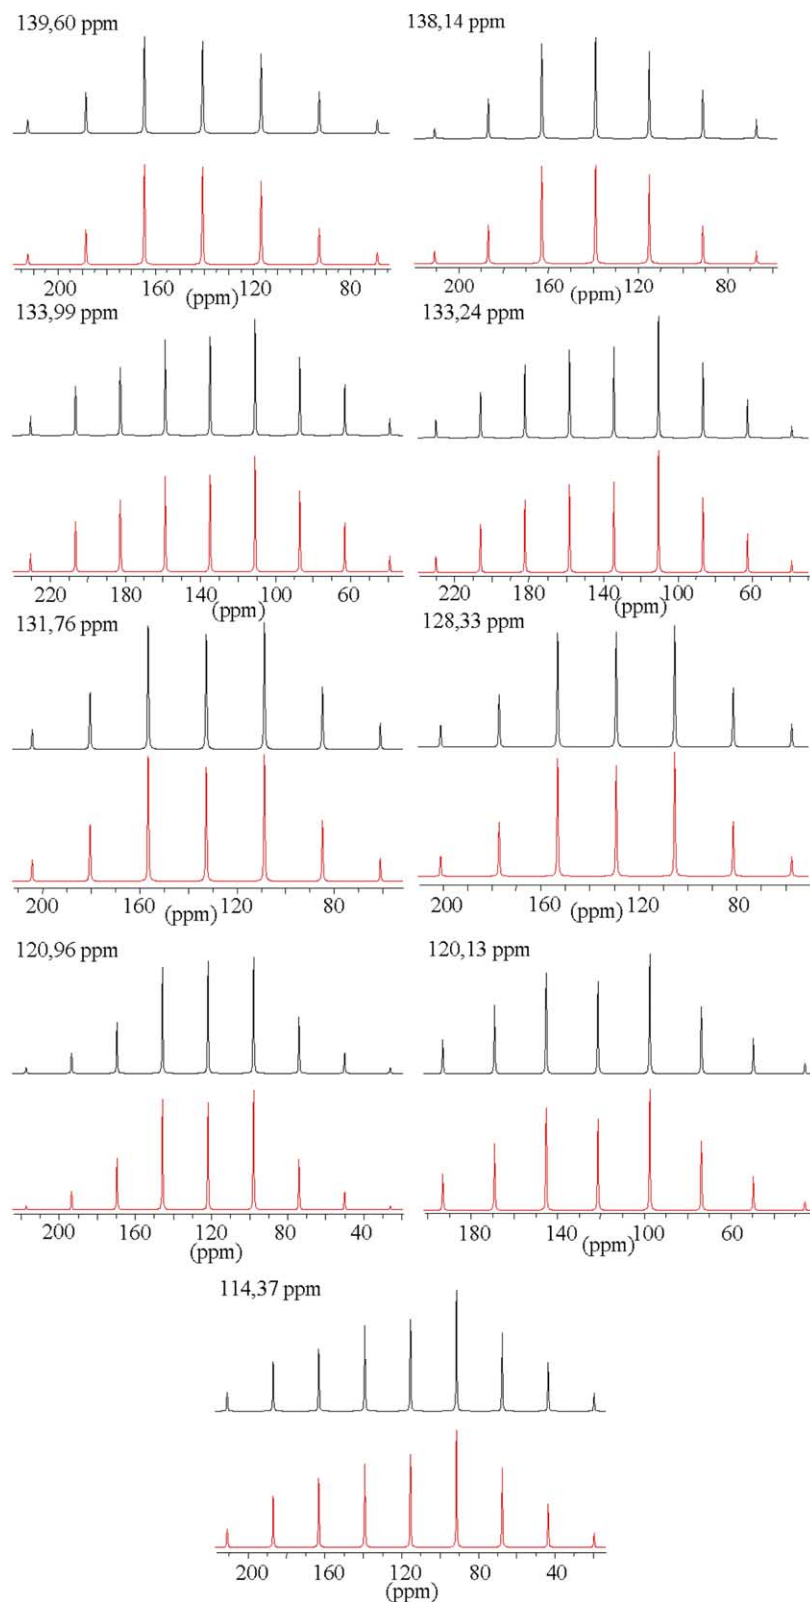 139,60 ppm
200 160 120 80
(ppm)
138,14 ppm
200 160 120 80
(ppm)
133,99 ppm
220 180 140 100 60
(ppm)
133,24 ppm
220 180 140 100 60
(ppm)
131,76 ppm
200 160 120 80
(ppm)
128,33 ppm
200 160 120 80
(ppm)
120,96 ppm
200 160 120 80 40
(ppm)
120,13 ppm
180 140 100 60
(ppm)
114,37 ppm
200 160 120 80 40
(ppm)